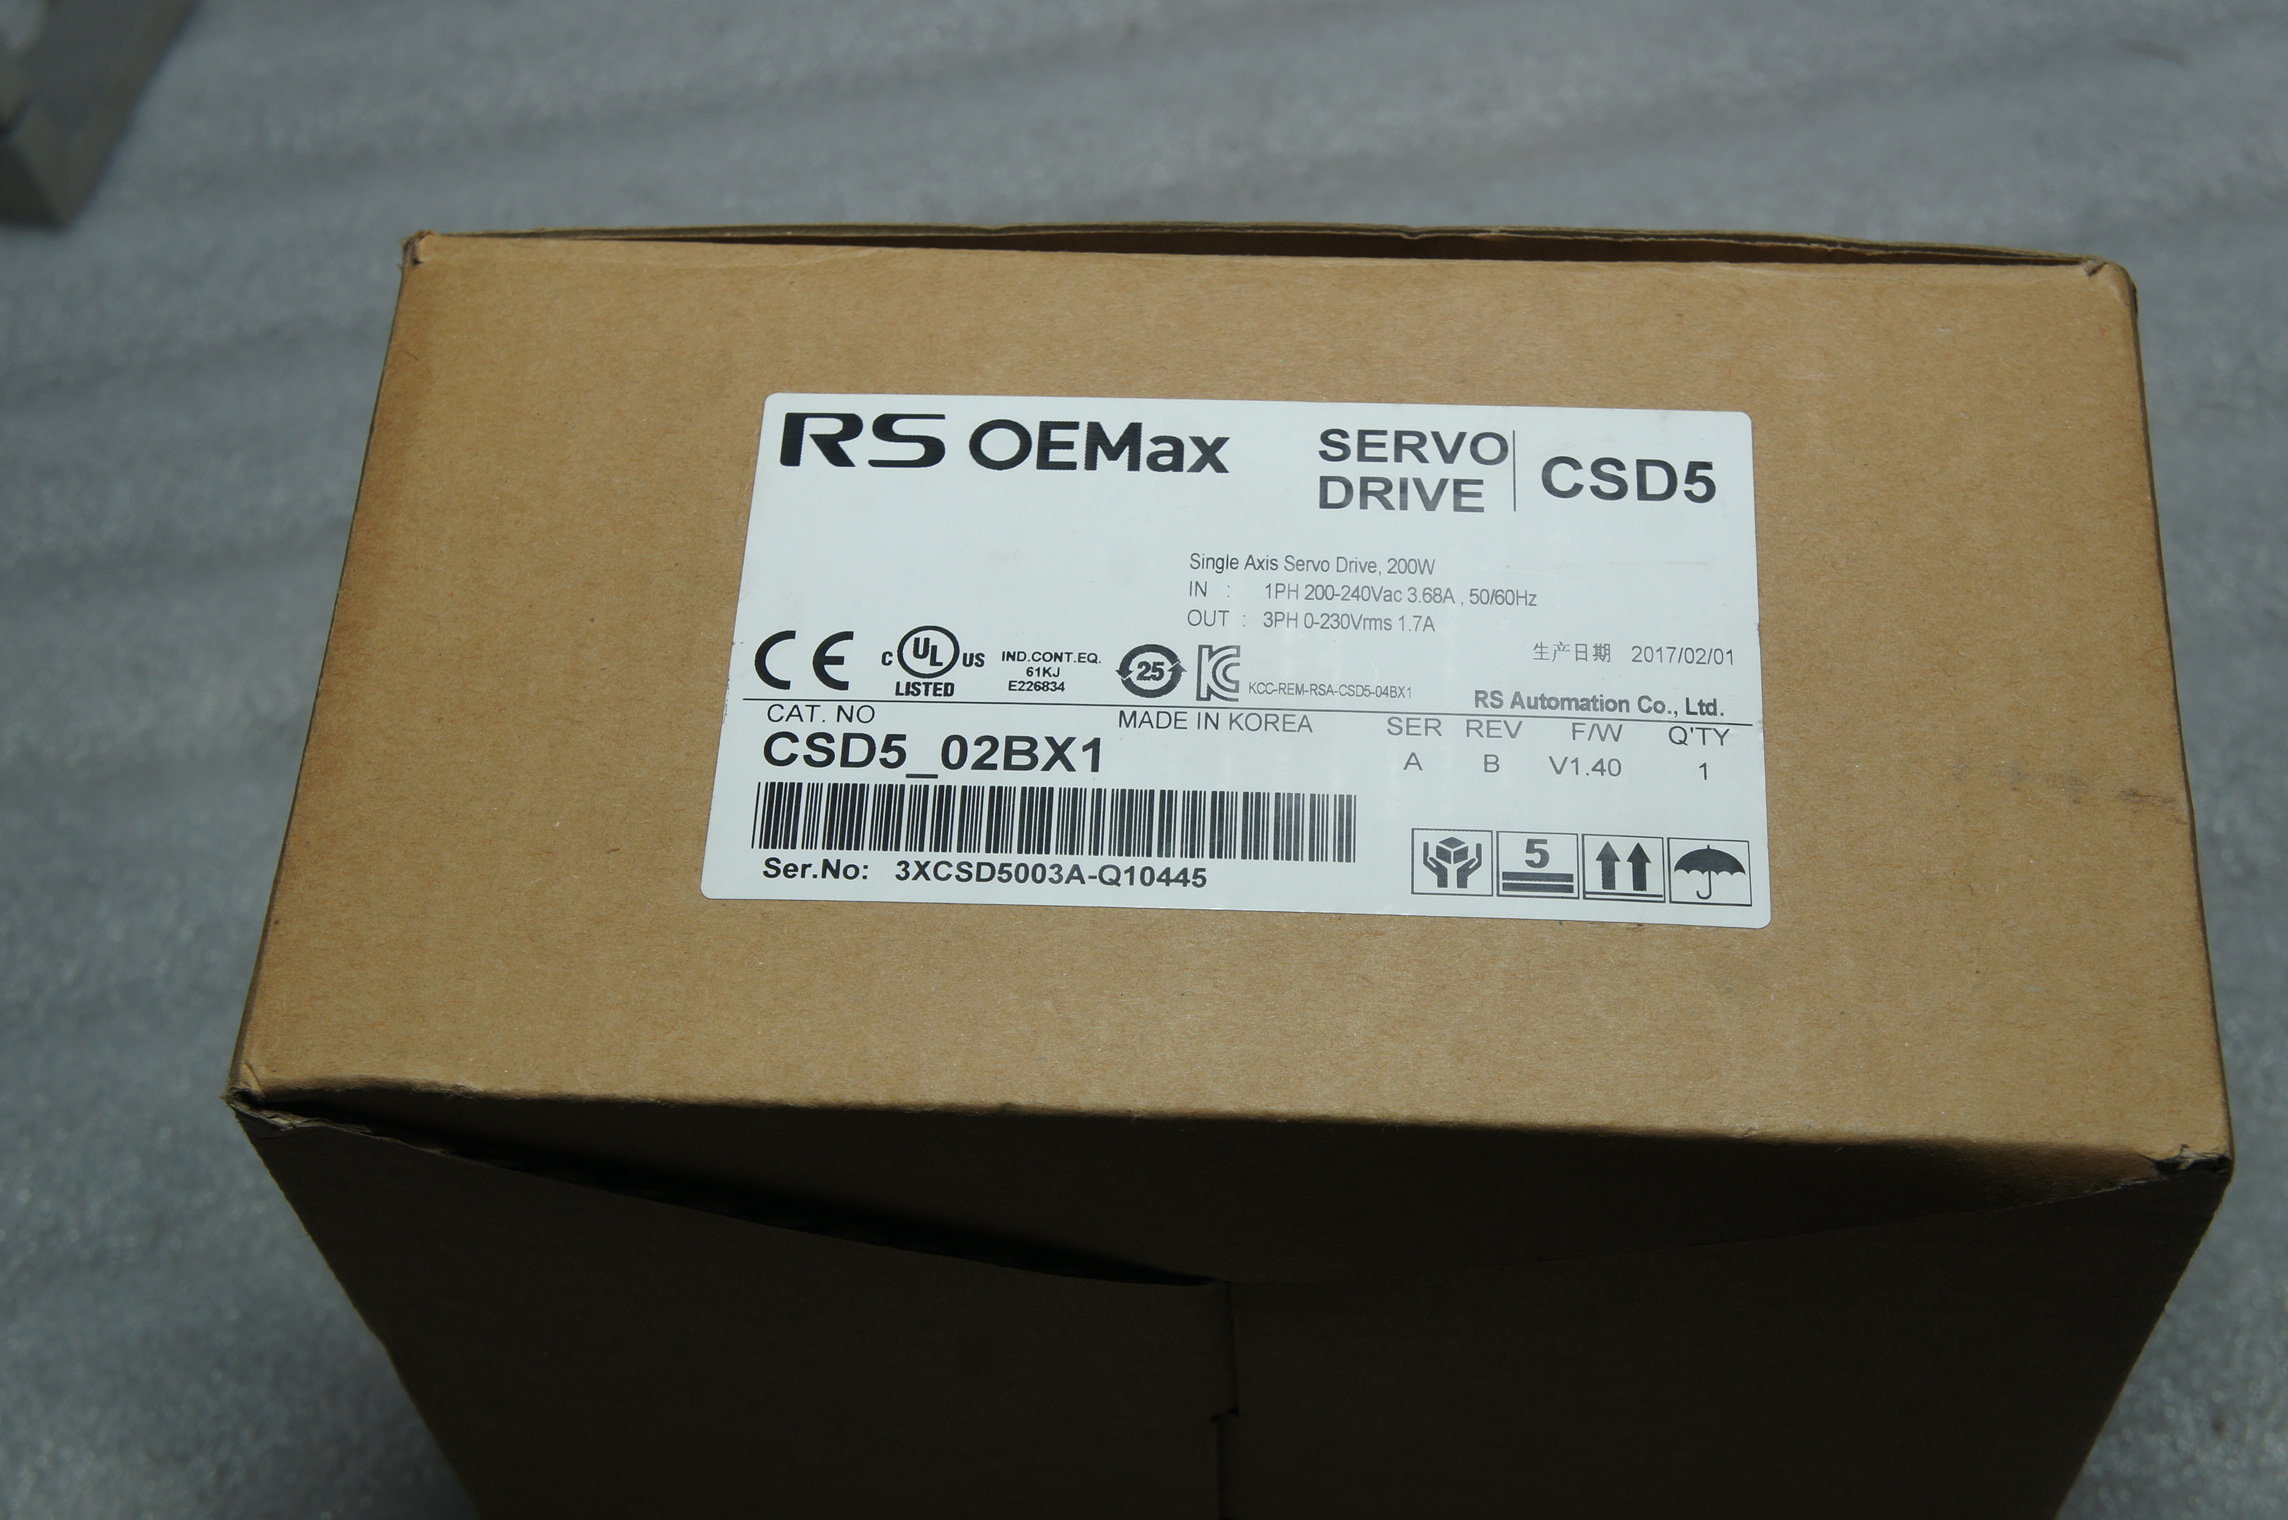 RS OEMax
SERVO
DRIVE
CSD5
Single Axis Servo Drive, 200W
IN : 1PH 200-240Vac 3.68A , 50/60Hz
OUT : 3PH 0-230Vrms 1.7A
生产日期 2017/02/01
CE
C UL US
LISTED
IND.CONT.EQ.
61KJ
E226834
25
KC
KCC-REM-RSA-CSD5-04BX1
RS Automation Co., Ltd.
CAT. NO
MADE IN KOREA
SER REV F/W Q'TY
CSD5_02BX1
A B V1.40 1
Ser.No: 3XCSD5003A-Q10445
5